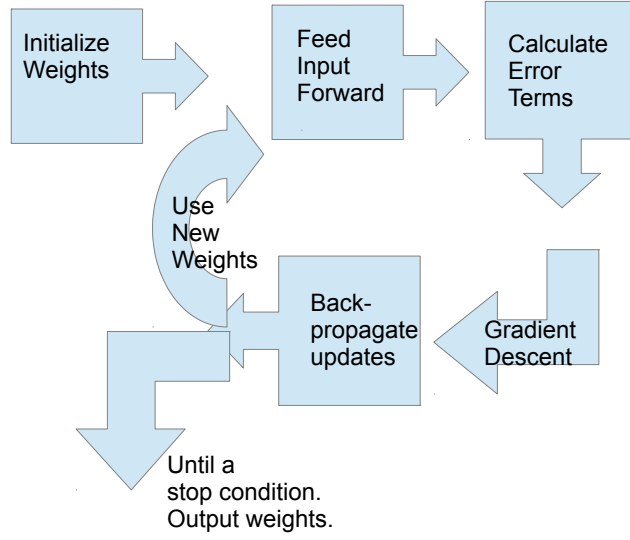 Initialize
Weights
Feed
Input
Forward
Calculate
Error
Terms
Gradient
Descent
Back-
propagate
updates
Use
New
Weights
Until a
stop condition.
Output weights.